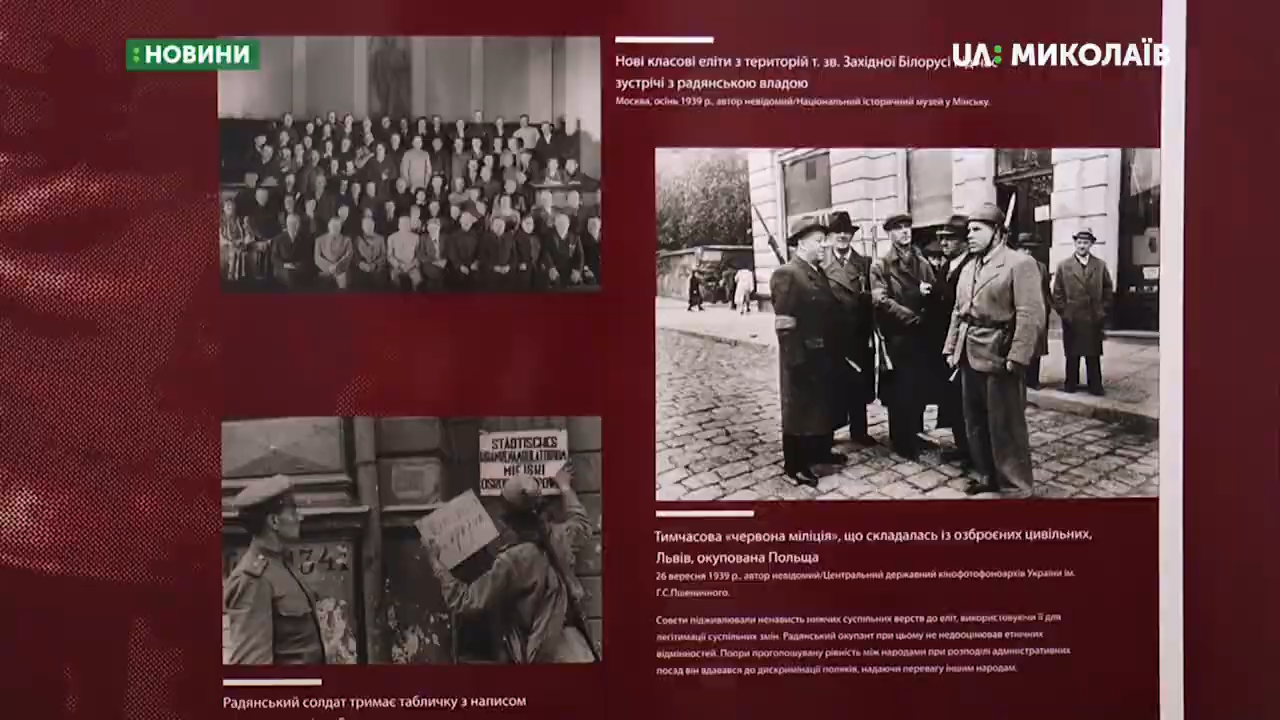 :НОВИНИ
UA: МИКОЛАЇВ
Нові класові еліти з територій т. зв. Західної Білорусі
зустрічі з радянською владою
Москва, осінь 1939 р., автор невідомий/Національний історичний музей у Мінську.
STÄDTISCHES
MIEJSKI
1342
Тимчасова «червона міліція», що складалась із озброєних цивільних,
Львів, окупована Польща
26 вересня 1939 р., автор невідомий/Центральний державний кінофотофоноархів України ім.
Г.С.Пшеничного.
Совєти підживлювали ненависть нижчих суспільних верств до еліт, використовуючи її для
легітимації суспільних змін. Радянський окупант при цьому не недооцінював етнічних
відмінностей. Попри проголошувану рівність між народами при розподілі адміністративних
посад він вдавався до дискримінації поляків, надаючи перевагу іншим народам.
Радянський солдат тримає табличку з написом